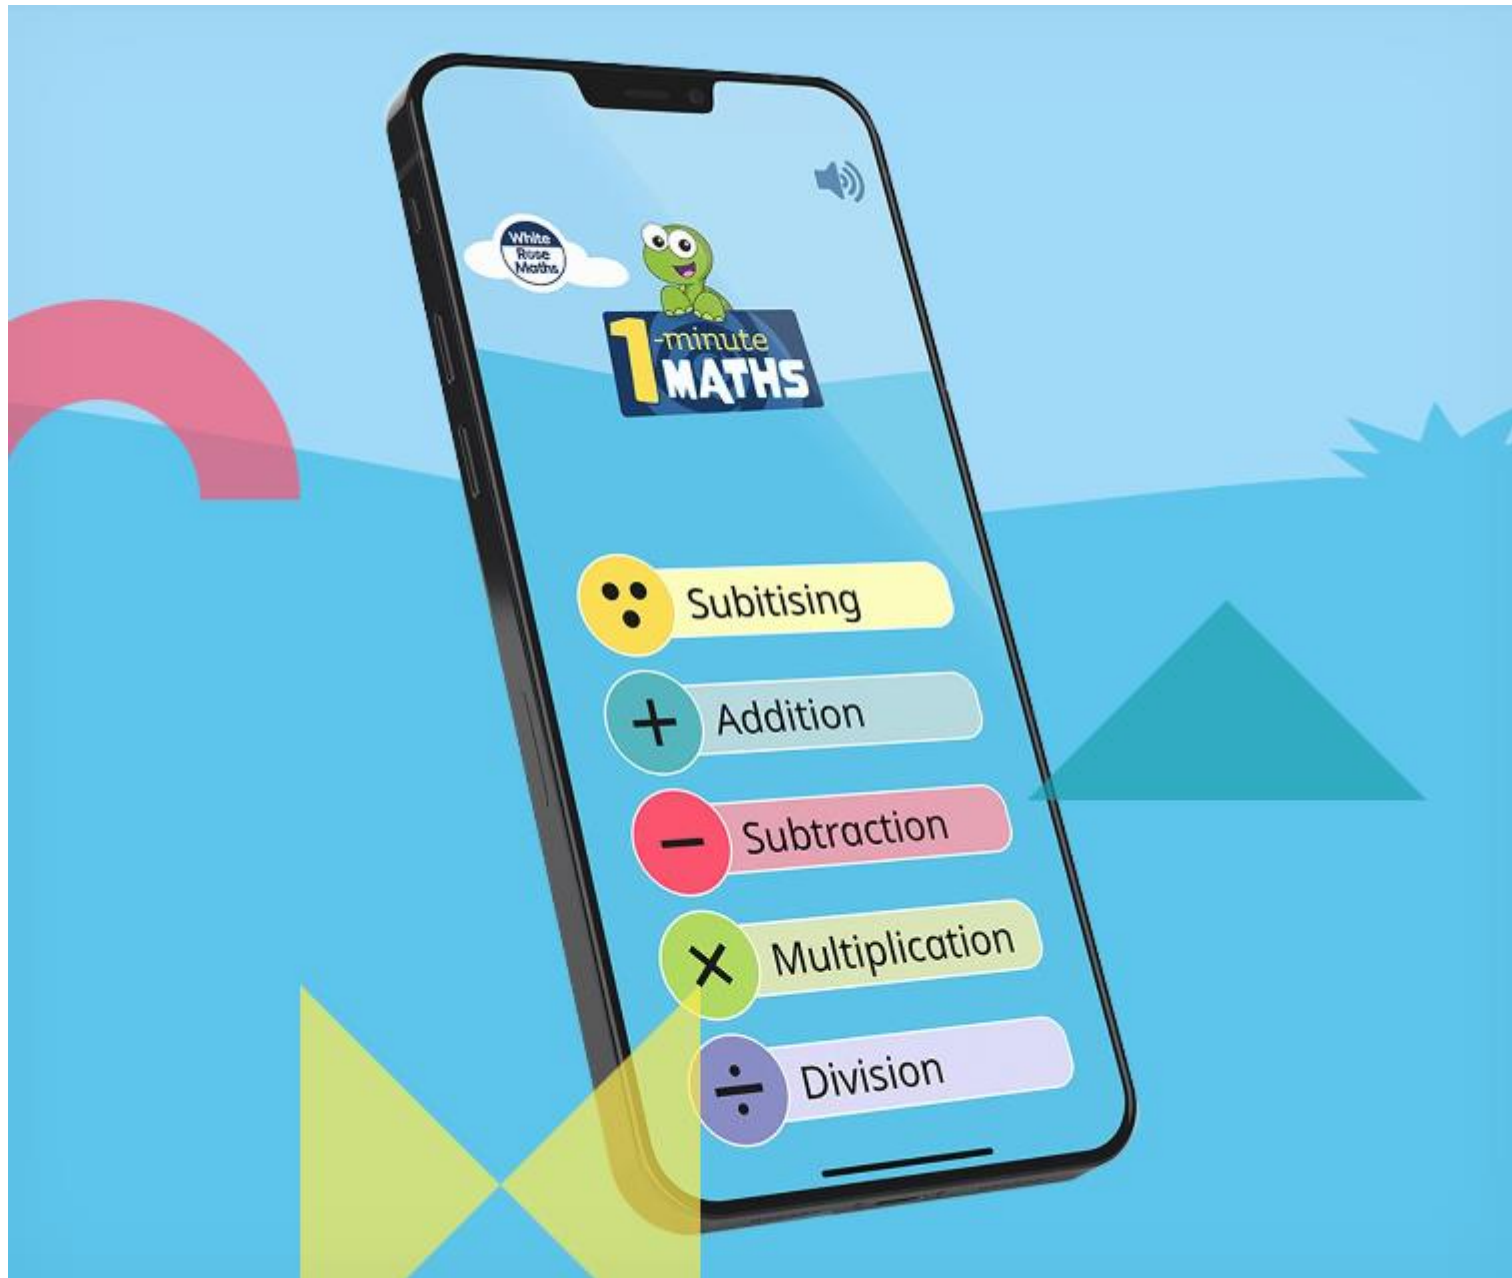 White
Rose
Maths
1-minute
MATHS
Subitising
+ Addition
− Subtraction
× Multiplication
÷ Division